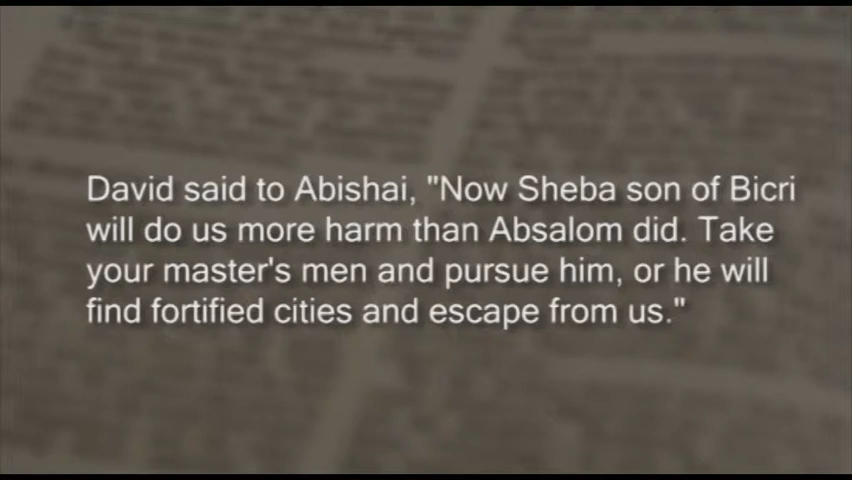 David said to Abishai, "Now Sheba son of Bicri
will do us more harm than Absalom did. Take
your master's men and pursue him, or he will
find fortified cities and escape from us."